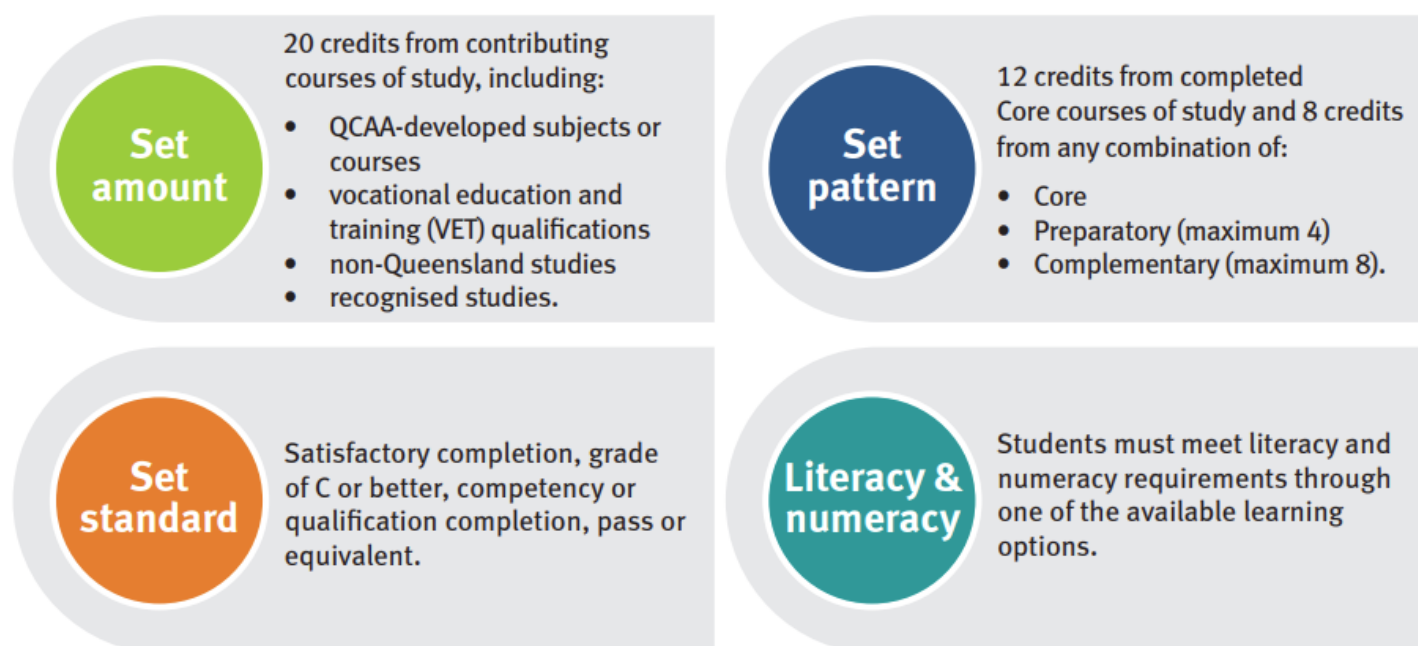 Set
amount
20 credits from contributing
courses of study, including:
• QCAA-developed subjects or
courses
• vocational education and
training (VET) qualifications
• non-Queensland studies
• recognised studies.
Set
pattern
12 credits from completed
Core courses of study and 8 credits
from any combination of:
• Core
• Preparatory (maximum 4)
• Complementary (maximum 8).
Set
standard
Satisfactory completion, grade
of C or better, competency or
qualification completion, pass or
equivalent.
Literacy &
numeracy
Students must meet literacy and
numeracy requirements through
one of the available learning
options.